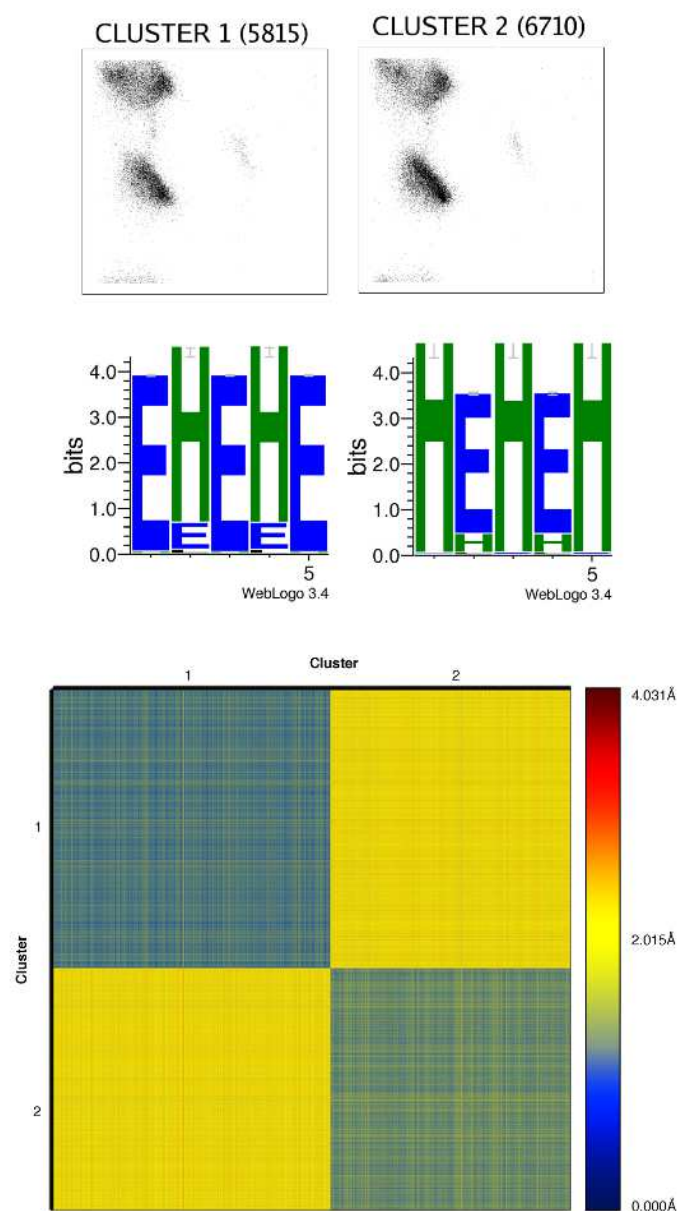 CLUSTER 1 (5815) CLUSTER 2 (6710)
bits
4.0
3.0
2.0
1.0
0.0
E H E H E
E E
5
WebLogo 3.4
bits
4.0
3.0
2.0
1.0
0.0
H E H E H
H H
5
WebLogo 3.4
Cluster
1 2
Cluster
1
2
4.031Å
2.015Å
0.000Å